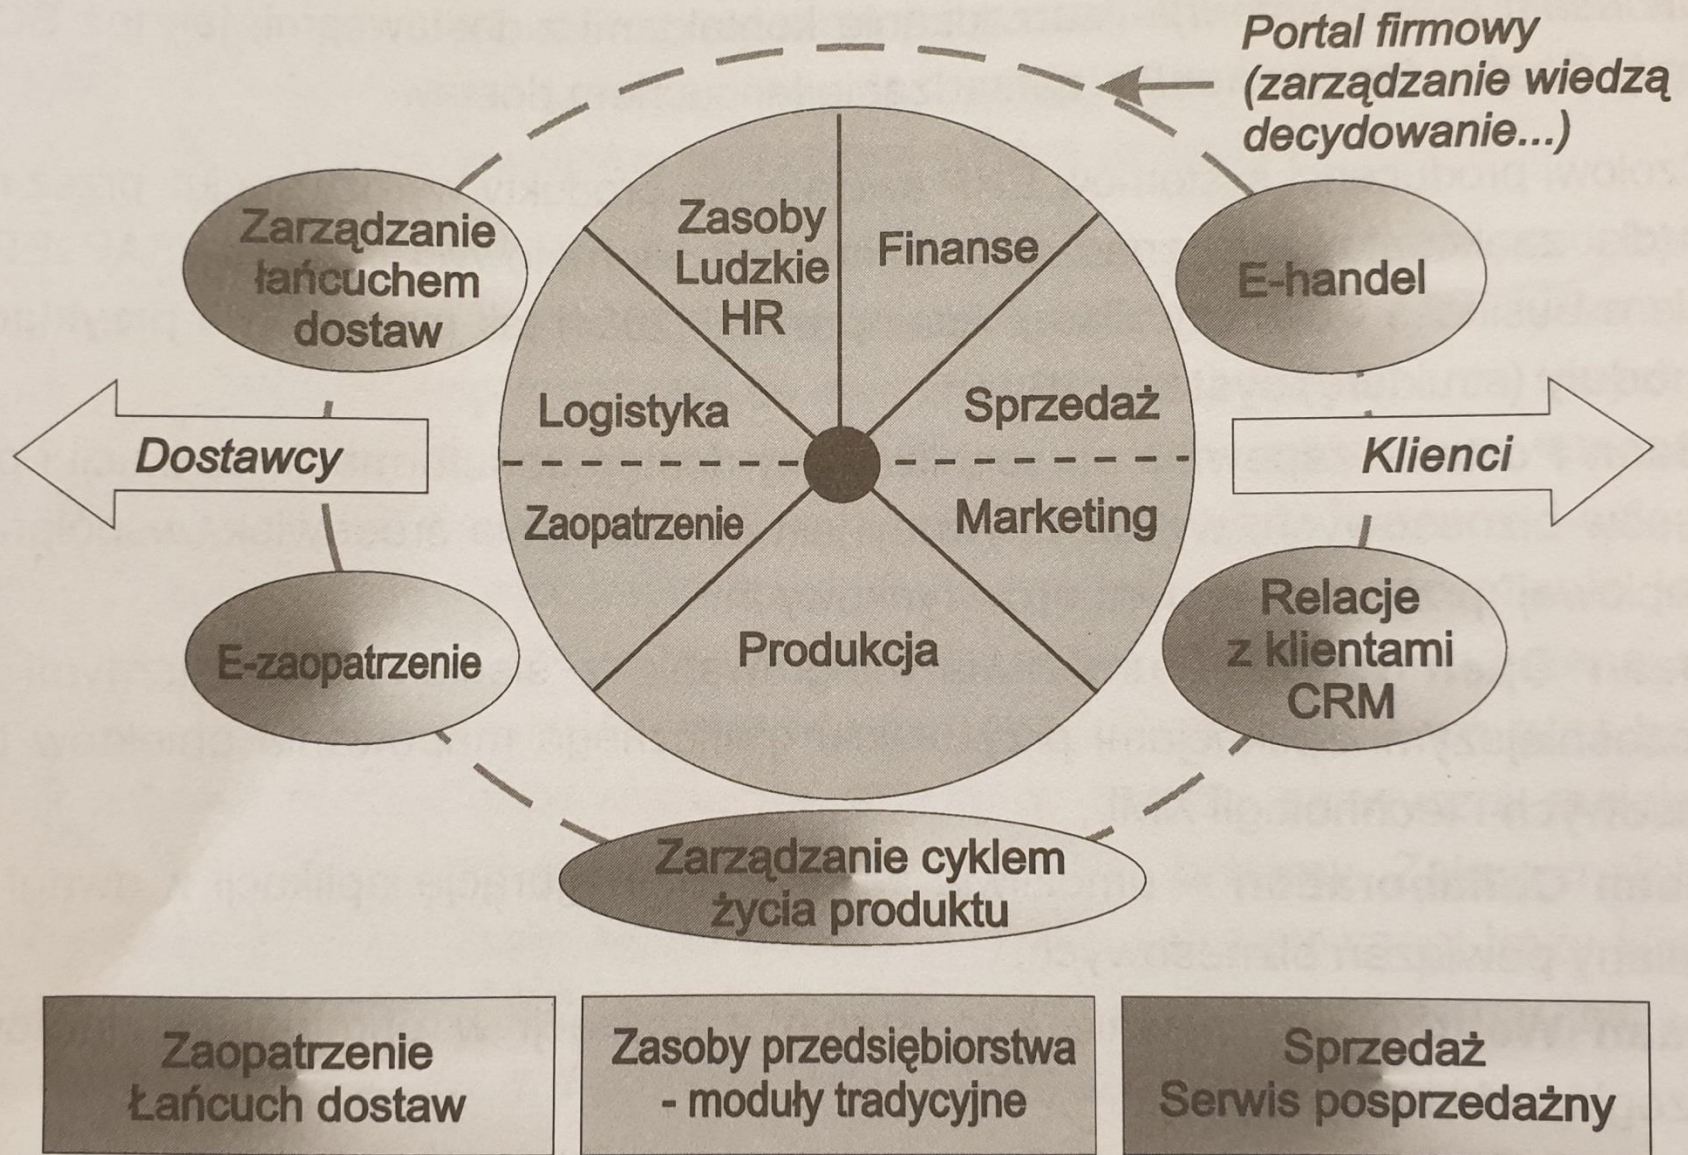 Portal firmowy
(zarządzanie wiedzą
decydowanie...)
Zarządzanie
łańcuchem
dostaw
Zasoby
Ludzkie
HR
Finanse
E-handel
Logistyka
Sprzedaż
Dostawcy
Klienci
Zaopatrzenie
Marketing
E-zaopatrzenie
Produkcja
Relacje
z klientami
CRM
Zarządzanie cyklem
życia produktu
Zaopatrzenie
Łańcuch dostaw
Zasoby przedsiębiorstwa
- moduły tradycyjne
Sprzedaż
Serwis posprzedażny